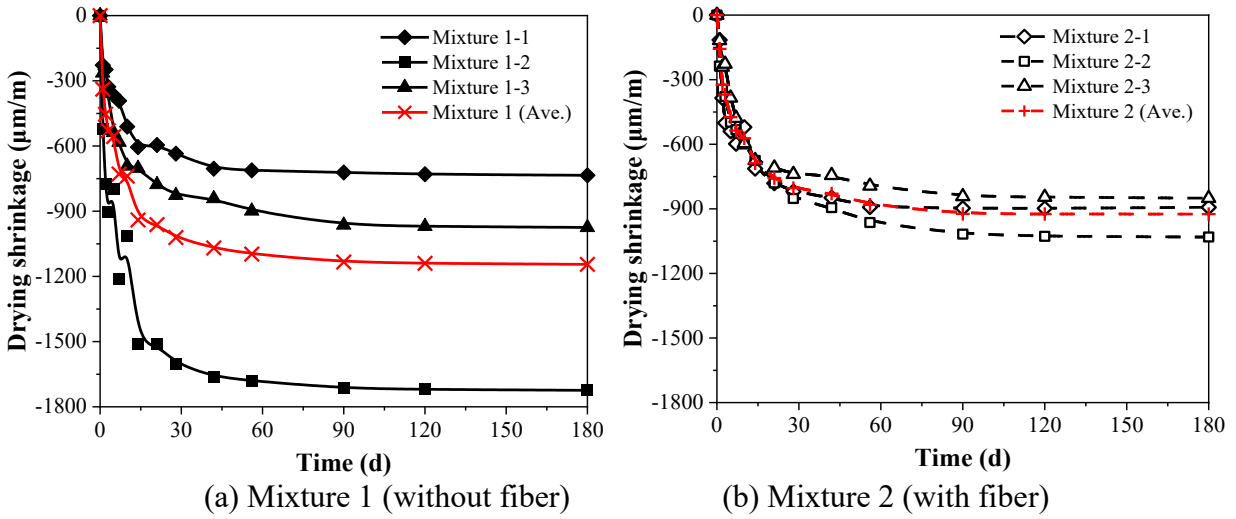 0
-300
-600
-900
-1200
-1500
-1800
Drying shrinkage (μm/m)
Mixture 1-1
Mixture 1-2
Mixture 1-3
Mixture 1 (Ave.)
0 30 60 90 120 150 180
Time (d)
(a) Mixture 1 (without fiber)
0
-300
-600
-900
-1200
-1500
-1800
Drying shrinkage (μm/m)
Mixture 2-1
Mixture 2-2
Mixture 2-3
Mixture 2 (Ave.)
0 30 60 90 120 150 180
Time (d)
(b) Mixture 2 (with fiber)